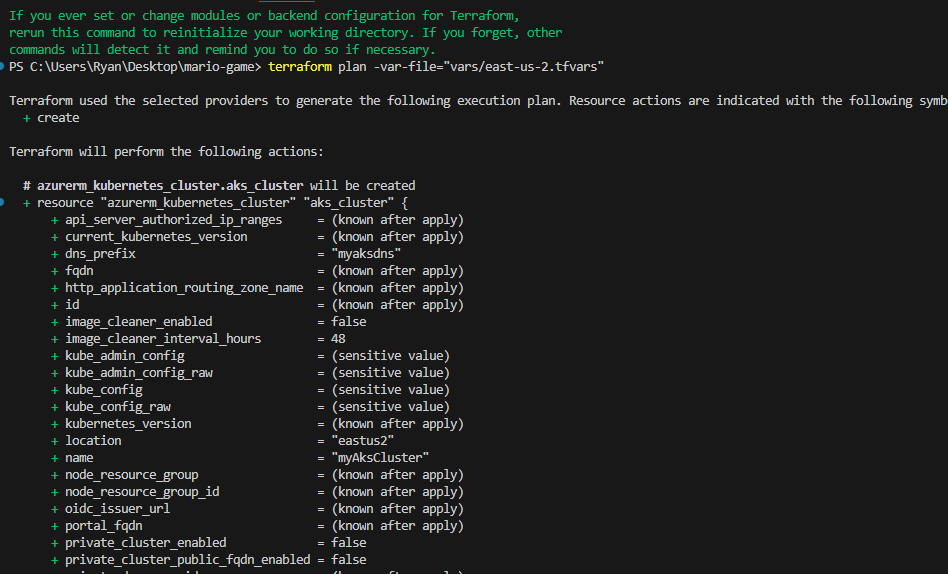 If you ever set or change modules or backend configuration for Terraform,
rerun this command to reinitialize your working directory. If you forget, other
commands will detect it and remind you to do so if necessary.
PS C:\Users\Ryan\Desktop\mario-game> terraform plan -var-file="vars/east-us-2.tfvars"
Terraform used the selected providers to generate the following execution plan. Resource actions are indicated with the following symb
+ create
Terraform will perform the following actions:
# azurerm_kubernetes_cluster.aks_cluster will be created
+ resource "azurerm_kubernetes_cluster" "aks_cluster" {
+ api_server_authorized_ip_ranges = (known after apply)
+ current_kubernetes_version = (known after apply)
+ dns_prefix = "myaksdns"
+ fqdn = (known after apply)
+ http_application_routing_zone_name = (known after apply)
+ id = (known after apply)
+ image_cleaner_enabled = false
+ image_cleaner_interval_hours = 48
+ kube_admin_config = (sensitive value)
+ kube_admin_config_raw = (sensitive value)
+ kube_config = (sensitive value)
+ kube_config_raw = (sensitive value)
+ kubernetes_version = (known after apply)
+ location = "eastus2"
+ name = "myAksCluster"
+ node_resource_group = (known after apply)
+ node_resource_group_id = (known after apply)
+ oidc_issuer_url = (known after apply)
+ portal_fqdn = (known after apply)
+ private_cluster_enabled = false
+ private_cluster_public_fqdn_enabled = false